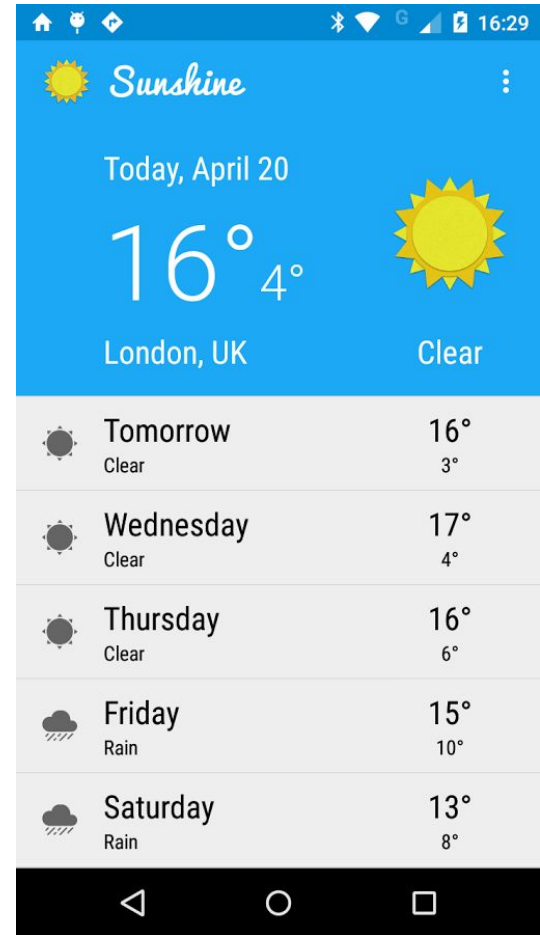 G 16:29
Sunshine
Today, April 20
16° 4°
London, UK
Clear
Tomorrow 16°
Clear 3°
Wednesday 17°
Clear 4°
Thursday 16°
Clear 6°
Friday 15°
Rain 10°
Saturday 13°
Rain 8°